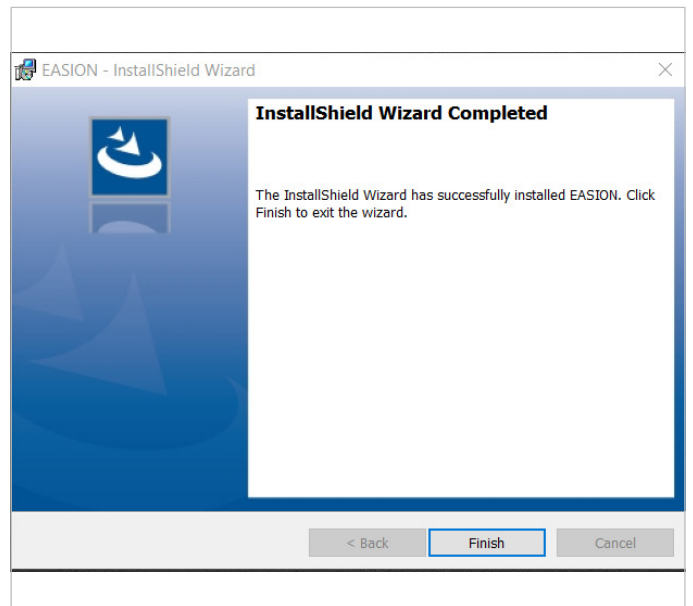 EASION - InstallShield Wizard
InstallShield Wizard Completed
The InstallShield Wizard has successfully installed EASION. Click
Finish to exit the wizard.
< Back
Finish
Cancel